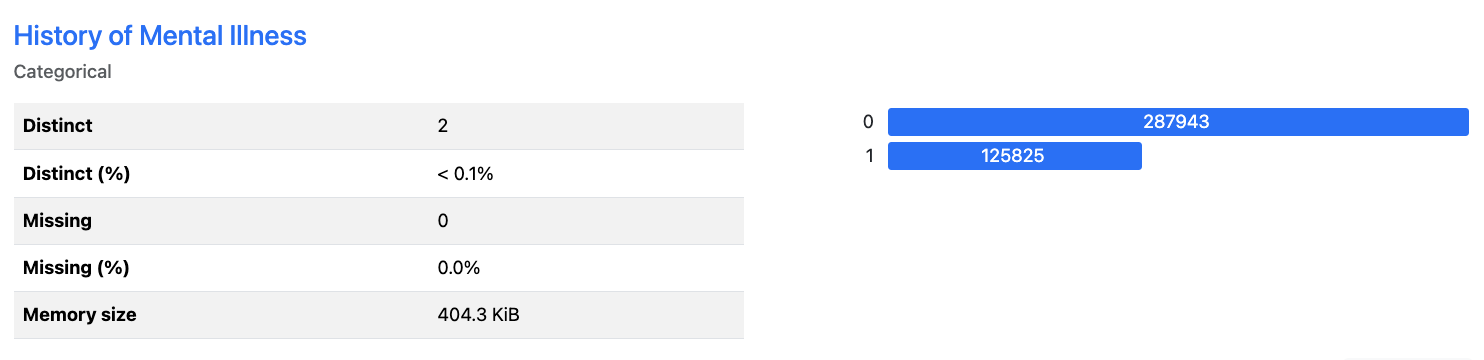 History of Mental Illness
Categorical
Distinct 2
Distinct (%) < 0.1%
Missing 0
Missing (%) 0.0%
Memory size 404.3 KiB
0 287943
1 125825